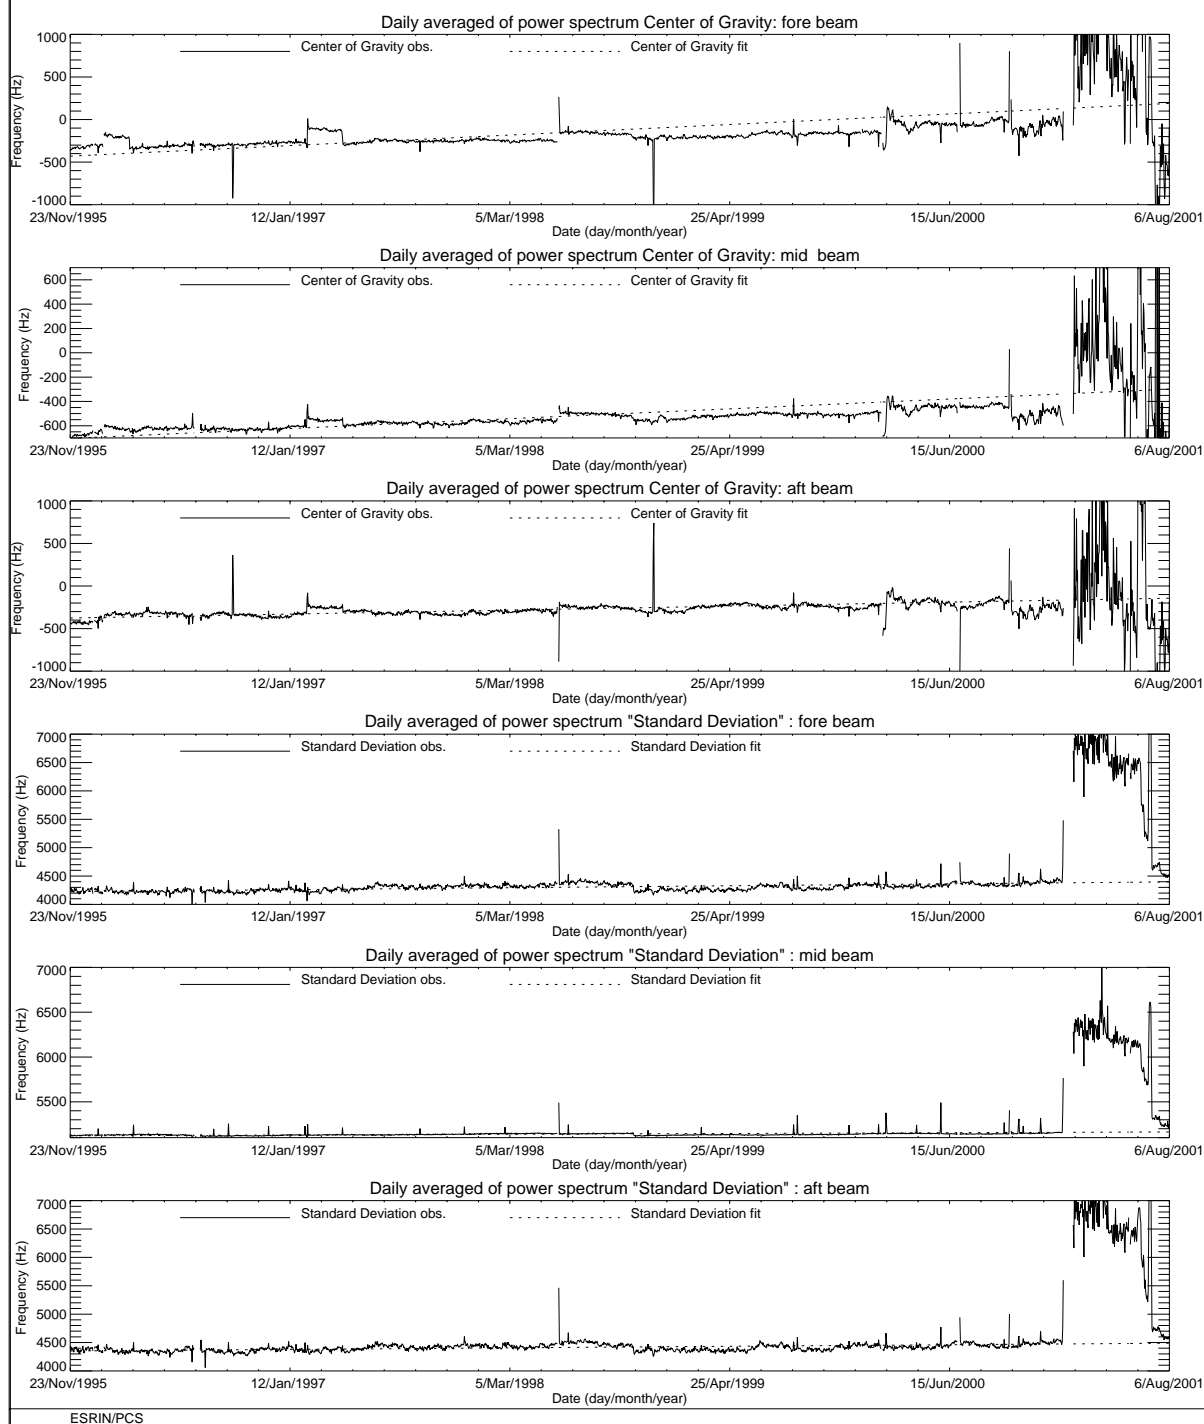 Daily averaged of power spectrum Center of Gravity: fore beam
Center of Gravity obs. Center of Gravity fit
Frequency (Hz)
1000
500
0
-500
-1000
23/Nov/1995 12/Jan/1997 5/Mar/1998 25/Apr/1999 15/Jun/2000 6/Aug/2001
Date (day/month/year)
Daily averaged of power spectrum Center of Gravity: mid beam
Center of Gravity obs. Center of Gravity fit
Frequency (Hz)
600
400
200
0
-200
-400
-600
23/Nov/1995 12/Jan/1997 5/Mar/1998 25/Apr/1999 15/Jun/2000 6/Aug/2001
Date (day/month/year)
Daily averaged of power spectrum Center of Gravity: aft beam
Center of Gravity obs. Center of Gravity fit
Frequency (Hz)
1000
500
0
-500
-1000
23/Nov/1995 12/Jan/1997 5/Mar/1998 25/Apr/1999 15/Jun/2000 6/Aug/2001
Date (day/month/year)
Daily averaged of power spectrum "Standard Deviation" : fore beam
Standard Deviation obs. Standard Deviation fit
Frequency (Hz)
7000
6500
6000
5500
5000
4500
4000
23/Nov/1995 12/Jan/1997 5/Mar/1998 25/Apr/1999 15/Jun/2000 6/Aug/2001
Date (day/month/year)
Daily averaged of power spectrum "Standard Deviation" : mid beam
Standard Deviation obs. Standard Deviation fit
Frequency (Hz)
7000
6500
6000
5500
23/Nov/1995 12/Jan/1997 5/Mar/1998 25/Apr/1999 15/Jun/2000 6/Aug/2001
Date (day/month/year)
Daily averaged of power spectrum "Standard Deviation" : aft beam
Standard Deviation obs. Standard Deviation fit
Frequency (Hz)
7000
6500
6000
5500
5000
4500
4000
23/Nov/1995 12/Jan/1997 5/Mar/1998 25/Apr/1999 15/Jun/2000 6/Aug/2001
Date (day/month/year)
ESRIN/PCS